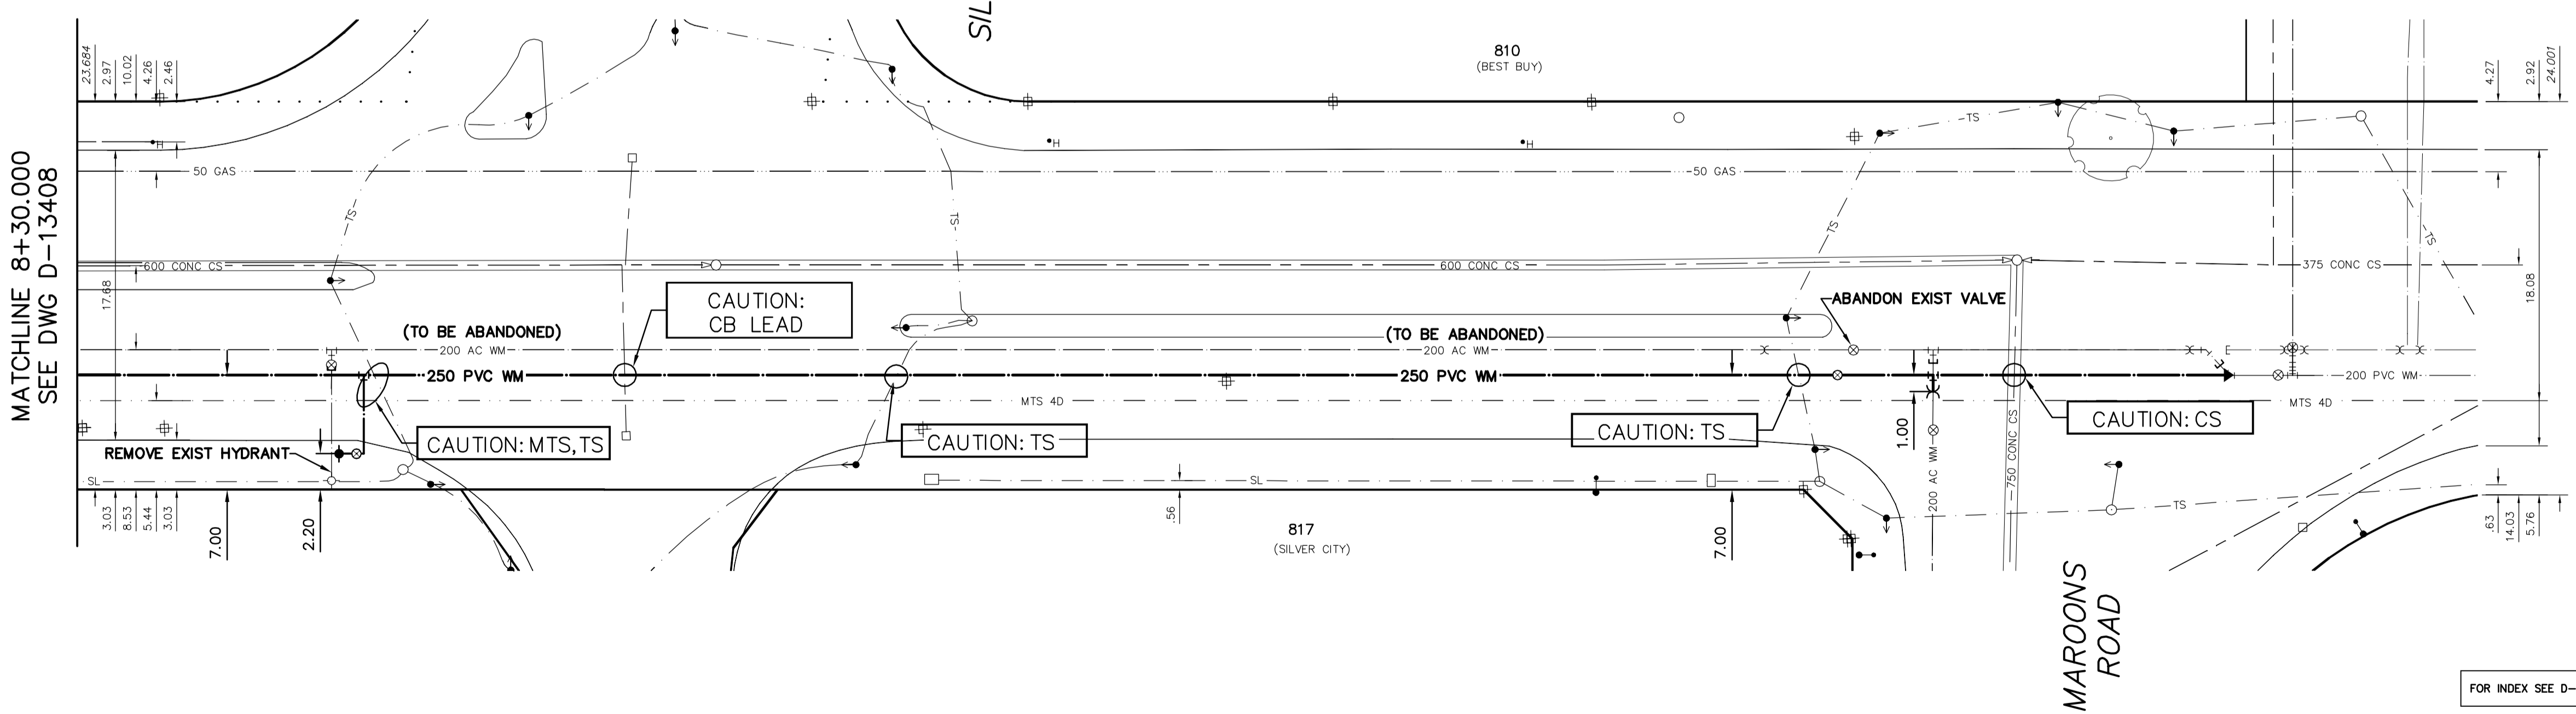 MATCHLINE 8+30.000
SEE DWG D-13408
23.684
2.97
10.02
4.26
2.46
SIL
810
(BEST BUY)
4.27
2.92
24.001
H
H
H
TS
50 GAS
50 GAS
TS
TS
TS
TS
600 CONC CS
600 CONC CS
375 CONC CS
17.68
18.08
CAUTION:
CB LEAD
ABANDON EXIST VALVE
(TO BE ABANDONED)
(TO BE ABANDONED)
200 AC WM
200 AC WM
E
250 PVC WM
250 PVC WM
200 PVC WM
MTS 4D
MTS 4D
CAUTION: MTS,TS
CAUTION: TS
CAUTION: TS
CAUTION: CS
1.00
REMOVE EXIST HYDRANT
200 AC WM
750 CONC CS
SL
SL
TS
3.03
8.53
5.44
3.03
7.00
2.20
.56
817
(SILVER CITY)
7.00
.63
14.03
5.76
MAROONS
ROAD
FOR INDEX SEE D-